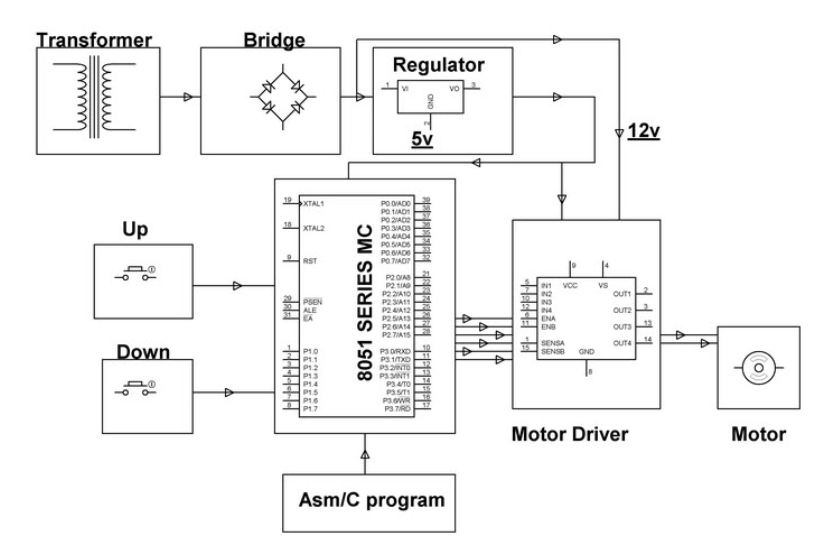 Transformer
Bridge
Regulator
1 VI VO 3
GND
2
5v
12v
Up
Down
8051 SERIES MC
19 XTAL1
18 XTAL2
9 RST
29 PSEN
30 ALE
31 EA
1 P1.0
2 P1.1
3 P1.2
4 P1.3
5 P1.4
6 P1.5
7 P1.6
8 P1.7
P0.0/AD0 39
P0.1/AD1 38
P0.2/AD2 37
P0.3/AD3 36
P0.4/AD4 35
P0.5/AD5 34
P0.6/AD6 33
P0.7/AD7 32
P2.0/A8 21
P2.1/A9 22
P2.2/A10 23
P2.3/A11 24
P2.4/A12 25
P2.5/A13 26
P2.6/A14 27
P2.7/A15 28
P3.0/RXD 10
P3.1/TXD 11
P3.2/INT0 12
P3.3/INT1 13
P3.4/T0 14
P3.5/T1 15
P3.6/WR 16
P3.7/RD 17
9 4
VCC VS
5 IN1
7 IN2
10 IN3
12 IN4
6 ENA
11 ENB
1 SENSA
15 SENSB
OUT1 2
OUT2 3
OUT3 13
OUT4 14
GND
8
Motor Driver
Motor
Asm/C program